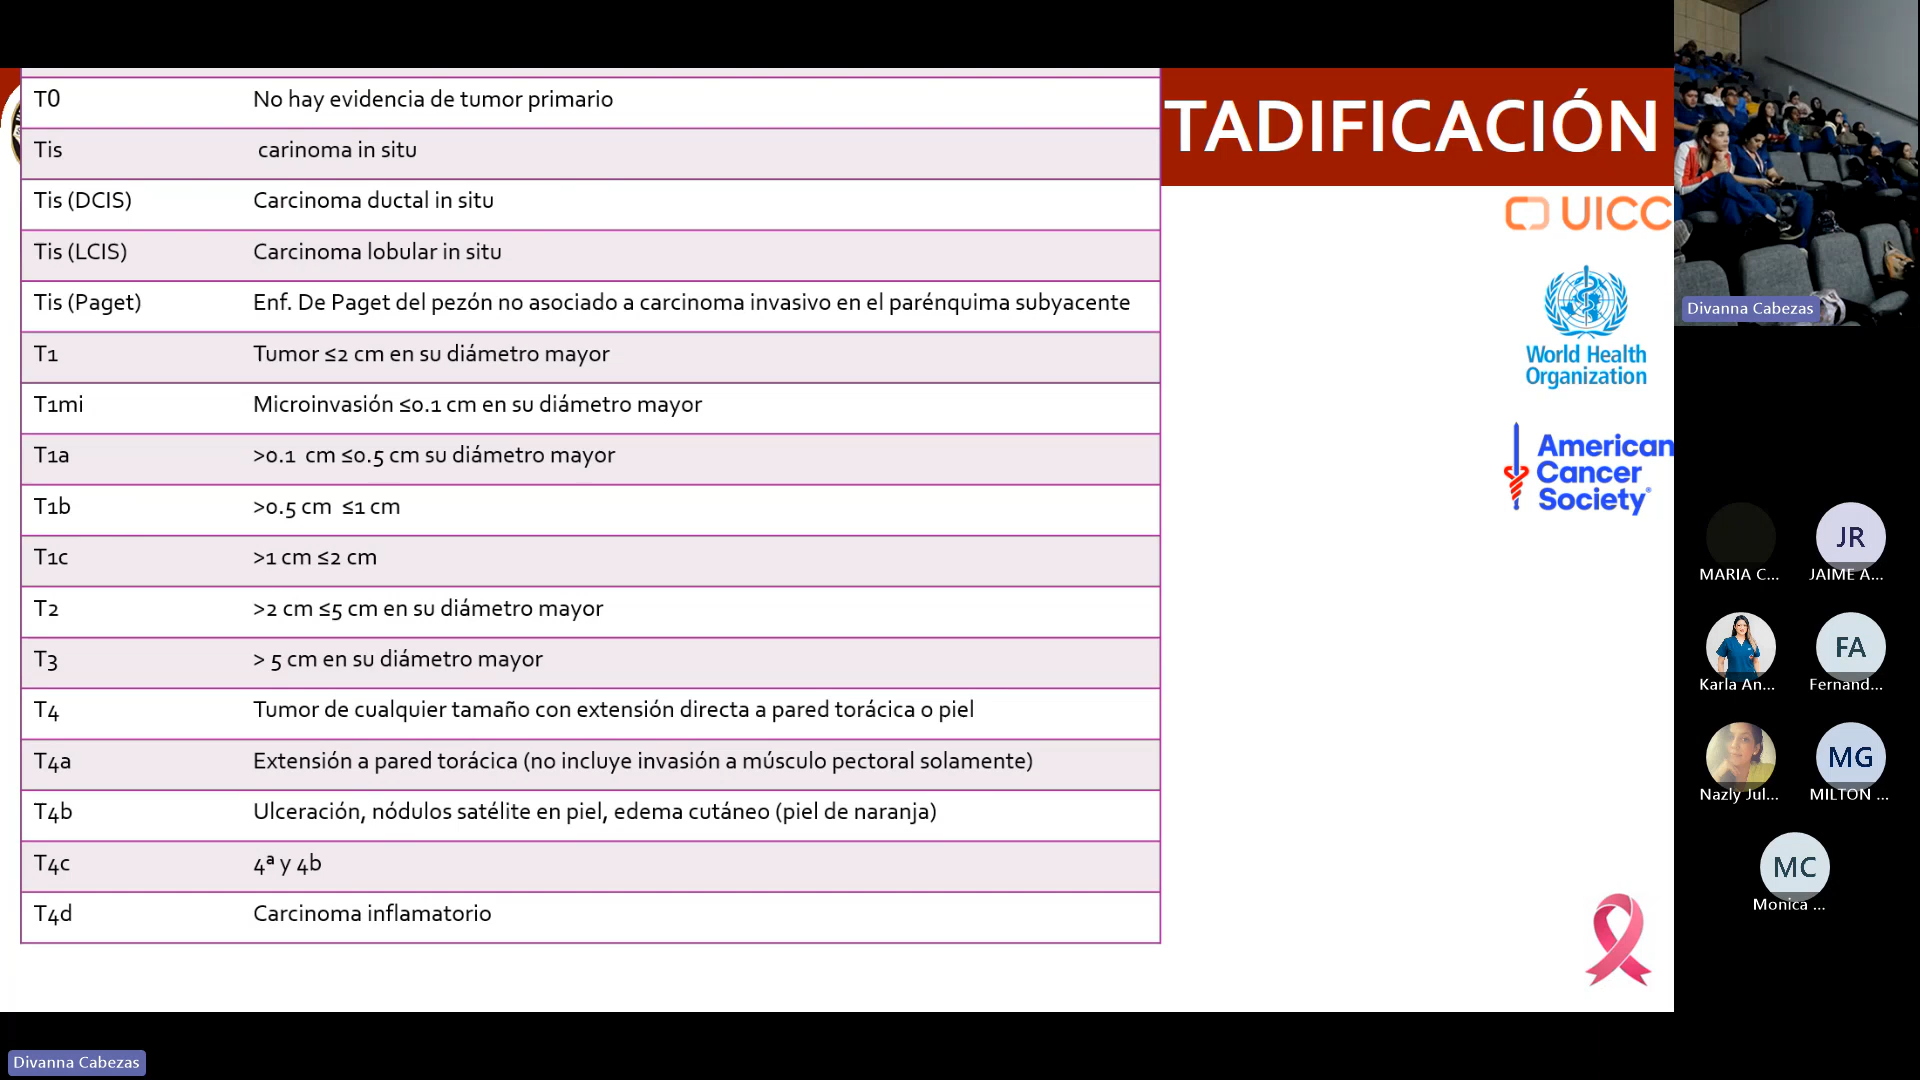 T0 No hay evidencia de tumor primario
Tis carinoma in situ
Tis (DCIS) Carcinoma ductal in situ
Tis (LCIS) Carcinoma lobular in situ
Tis (Paget) Enf. De Paget del pezón no asociado a carcinoma invasivo en el parénquima subyacente
T1 Tumor ≤2 cm en su diámetro mayor
T1mi Microinvasión ≤0.1 cm en su diámetro mayor
T1a >0.1 cm ≤0.5 cm su diámetro mayor
T1b >0.5 cm ≤1 cm
T1c >1 cm ≤2 cm
T2 >2 cm ≤5 cm en su diámetro mayor
T3 > 5 cm en su diámetro mayor
T4 Tumor de cualquier tamaño con extensión directa a pared torácica o piel
T4a Extensión a pared torácica (no incluye invasión a músculo pectoral solamente)
T4b Ulceración, nódulos satélite en piel, edema cutáneo (piel de naranja)
T4c 4ª y 4b
T4d Carcinoma inflamatorio
TADIFICACIÓN
UICC
World Health
Organization
American
Cancer
Society
Divanna Cabezas
MARIA C...
JR
JAIME A...
Karla An...
FA
Fernand...
Nazly Jul...
MG
MILTON ...
MC
Monica ...
Divanna Cabezas